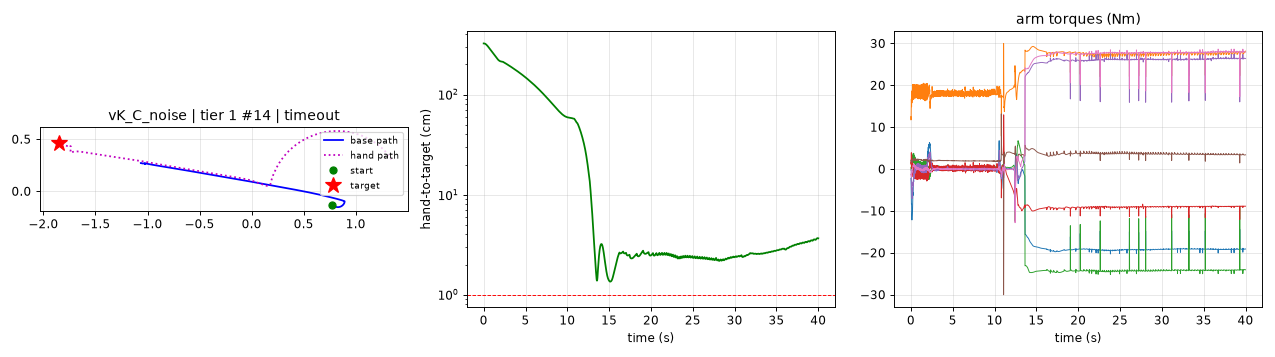 vK_C_noise | tier 1 #14 | timeout
base path
hand path
start
target
0.5
0.0
−2.0 −1.5 −1.0 −0.5 0.0 0.5 1.0
hand-to-target (cm)
10²
10¹
10⁰
0 5 10 15 20 25 30 35 40
time (s)
arm torques (Nm)
30
20
10
0
−10
−20
−30
0 5 10 15 20 25 30 35 40
time (s)